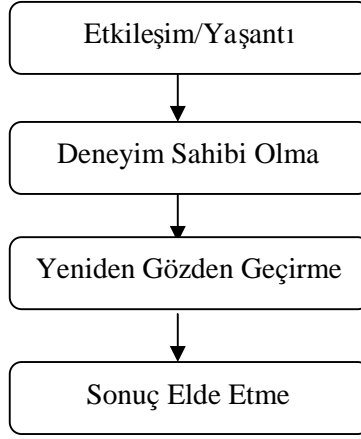 Etkileşim/Yaşantı
Deneyim Sahibi Olma
Yeniden Gözden Geçirme
Sonuç Elde Etme